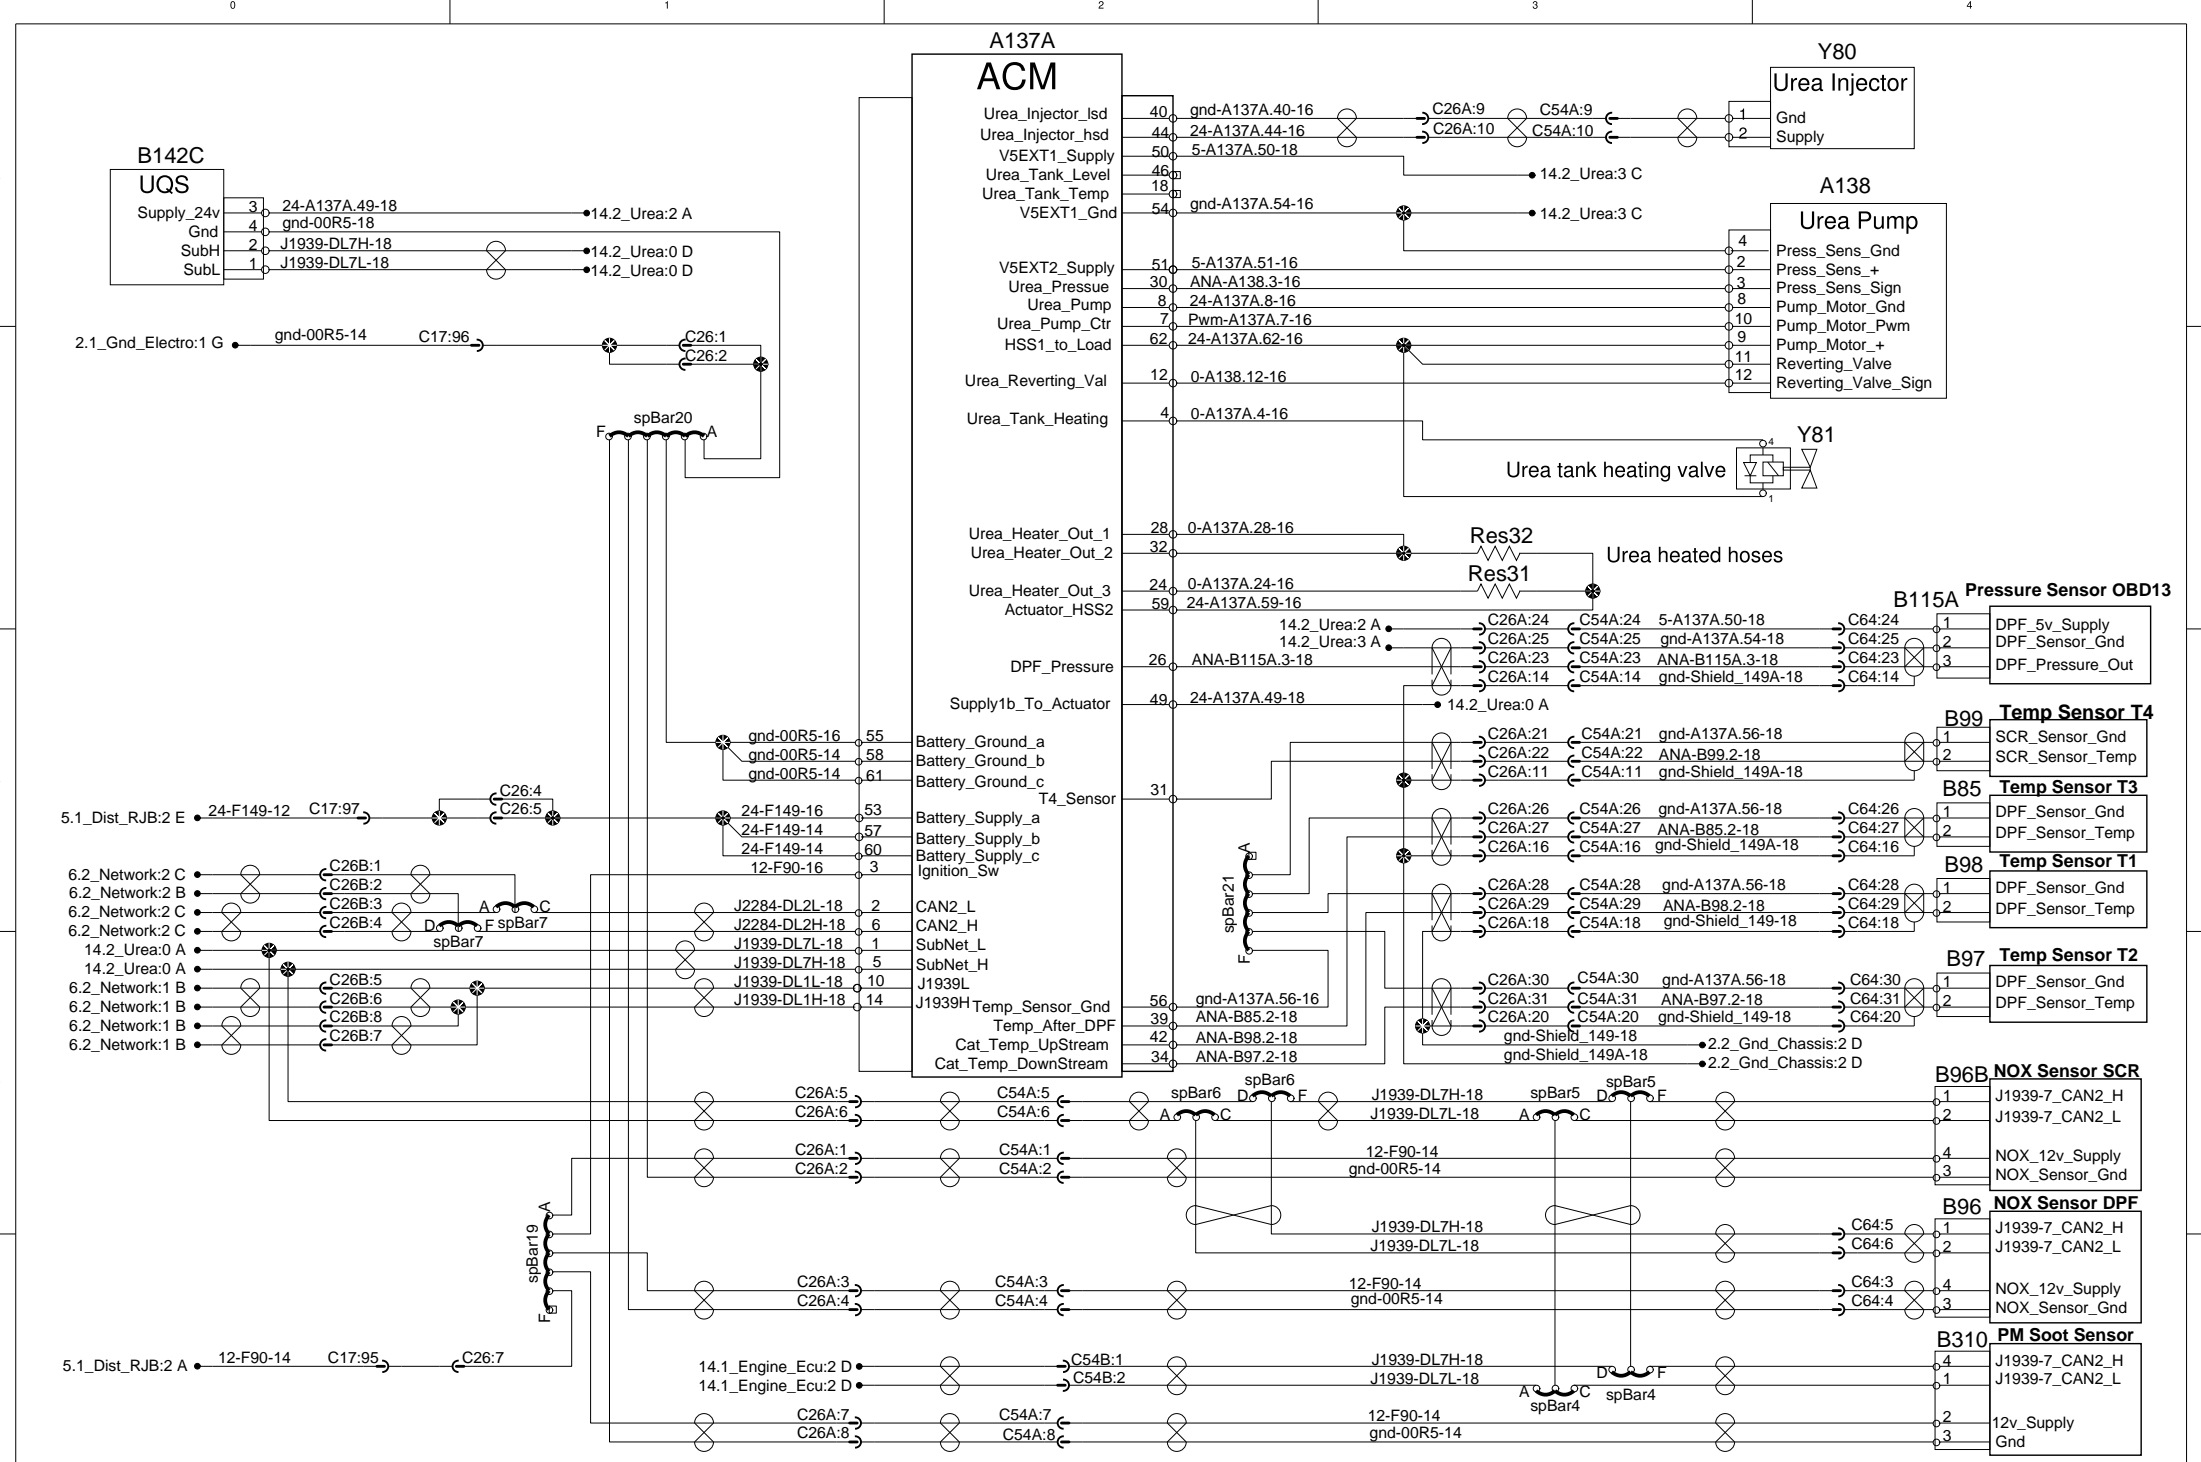 0 1 2 3 4
A137A
ACM
Urea_Injector_lsd 40 gnd-A137A.40-16 C26A:9 C54A:9
Urea_Injector_hsd 44 24-A137A.44-16 C26A:10 C54A:10
V5EXT1_Supply 50 5-A137A.50-18
Urea_Tank_Level 46 14.2_Urea:3 C
Urea_Tank_Temp 18
V5EXT1_Gnd 54 gnd-A137A.54-16 14.2_Urea:3 C
V5EXT2_Supply 51 5-A137A.51-16
Urea_Pressue 30 ANA-A138.3-16
Urea_Pump 8 24-A137A.8-16
Urea_Pump_Ctr 7 Pwm-A137A.7-16
HSS1_to_Load 62 24-A137A.62-16
Urea_Reverting_Val 12 0-A138.12-16
Urea_Tank_Heating 4 0-A137A.4-16
Urea_Heater_Out_1 28 0-A137A.28-16
Urea_Heater_Out_2 32
Urea_Heater_Out_3 24 0-A137A.24-16
Actuator_HSS2 59 24-A137A.59-16
DPF_Pressure 26 ANA-B115A.3-18
Supply1b_To_Actuator 49 24-A137A.49-18 14.2_Urea:0 A
T4_Sensor 31
Temp_Sensor_Gnd 56 gnd-A137A.56-16
Temp_After_DPF 39 ANA-B85.2-18
Cat_Temp_UpStream 42 ANA-B98.2-18
Cat_Temp_DownStream 34 ANA-B97.2-18
Y80
Urea Injector
1 Gnd
2 Supply
A138
Urea Pump
4 Press_Sens_Gnd
2 Press_Sens_+
3 Press_Sens_Sign
8 Pump_Motor_Gnd
10 Pump_Motor_Pwm
9 Pump_Motor_+
11 Reverting_Valve
12 Reverting_Valve_Sign
Y81
4
Urea tank heating valve
1
Res32
Urea heated hoses
Res31
B142C
UQS
Supply_24v 3 24-A137A.49-18 14.2_Urea:2 A
Gnd 4 gnd-00R5-18
SubH 2 J1939-DL7H-18 14.2_Urea:0 D
SubL 1 J1939-DL7L-18 14.2_Urea:0 D
2.1_Gnd_Electro:1 G gnd-00R5-14 C17:96 C26:1
C26:2
spBar20
F A
gnd-00R5-16 55 Battery_Ground_a
gnd-00R5-14 58 Battery_Ground_b
gnd-00R5-14 61 Battery_Ground_c
C26:4
5.1_Dist_RJB:2 E 24-F149-12 C17:97 C26:5 24-F149-16 53 Battery_Supply_a
24-F149-14 57 Battery_Supply_b
24-F149-14 60 Battery_Supply_c
12-F90-16 3 Ignition_Sw
6.2_Network:2 C C26B:1
6.2_Network:2 B C26B:2
6.2_Network:2 C C26B:3 A C J2284-DL2L-18 2 CAN2_L
spBar7
6.2_Network:2 C C26B:4 D F J2284-DL2H-18 6 CAN2_H
spBar7
14.2_Urea:0 A J1939-DL7L-18 1 SubNet_L
14.2_Urea:0 A J1939-DL7H-18 5 SubNet_H
6.2_Network:1 B C26B:5 J1939-DL1L-18 10 J1939L
6.2_Network:1 B C26B:6 J1939-DL1H-18 14 J1939H
6.2_Network:1 B C26B:8
6.2_Network:1 B C26B:7
B115A Pressure Sensor OBD13
14.2_Urea:2 A C26A:24 C54A:24 5-A137A.50-18 C64:24 1 DPF_5v_Supply
14.2_Urea:3 A C26A:25 C54A:25 gnd-A137A.54-18 C64:25 2 DPF_Sensor_Gnd
C26A:23 C54A:23 ANA-B115A.3-18 C64:23 3 DPF_Pressure_Out
C26A:14 C54A:14 gnd-Shield_149A-18 C64:14
B99 Temp Sensor T4
C26A:21 C54A:21 gnd-A137A.56-18 1 SCR_Sensor_Gnd
C26A:22 C54A:22 ANA-B99.2-18 2 SCR_Sensor_Temp
C26A:11 C54A:11 gnd-Shield_149A-18
B85 Temp Sensor T3
C26A:26 C54A:26 gnd-A137A.56-18 C64:26 1 DPF_Sensor_Gnd
C26A:27 C54A:27 ANA-B85.2-18 C64:27 2 DPF_Sensor_Temp
C26A:16 C54A:16 gnd-Shield_149A-18 C64:16
A
spBar21
F
B98 Temp Sensor T1
C26A:28 C54A:28 gnd-A137A.56-18 C64:28 1 DPF_Sensor_Gnd
C26A:29 C54A:29 ANA-B98.2-18 C64:29 2 DPF_Sensor_Temp
C26A:18 C54A:18 gnd-Shield_149-18 C64:18
B97 Temp Sensor T2
C26A:30 C54A:30 gnd-A137A.56-18 C64:30 1 DPF_Sensor_Gnd
C26A:31 C54A:31 ANA-B97.2-18 C64:31 2 DPF_Sensor_Temp
C26A:20 C54A:20 gnd-Shield_149-18 C64:20
gnd-Shield_149-18 2.2_Gnd_Chassis:2 D
gnd-Shield_149A-18 2.2_Gnd_Chassis:2 D
B96B NOX Sensor SCR
spBar6 spBar6 spBar5 spBar5
C26A:5 C54A:5 D F J1939-DL7H-18 D F 1 J1939-7_CAN2_H
C26A:6 C54A:6 A C J1939-DL7L-18 A C 2 J1939-7_CAN2_L
C26A:1 C54A:1 12-F90-14 4 NOX_12v_Supply
C26A:2 C54A:2 gnd-00R5-14 3 NOX_Sensor_Gnd
B96 NOX Sensor DPF
J1939-DL7H-18 C64:5 1 J1939-7_CAN2_H
J1939-DL7L-18 C64:6 2 J1939-7_CAN2_L
C26A:3 C54A:3 12-F90-14 C64:3 4 NOX_12v_Supply
C26A:4 C54A:4 gnd-00R5-14 C64:4 3 NOX_Sensor_Gnd
A
spBar19
F
5.1_Dist_RJB:2 A 12-F90-14 C17:95 C26:7
B310 PM Soot Sensor
14.1_Engine_Ecu:2 D C54B:1 J1939-DL7H-18 D F 4 J1939-7_CAN2_H
14.1_Engine_Ecu:2 D C54B:2 J1939-DL7L-18 A C 1 J1939-7_CAN2_L
spBar4 spBar4
C26A:7 C54A:7 12-F90-14 2 12v_Supply
C26A:8 C54A:8 gnd-00R5-14 3 Gnd